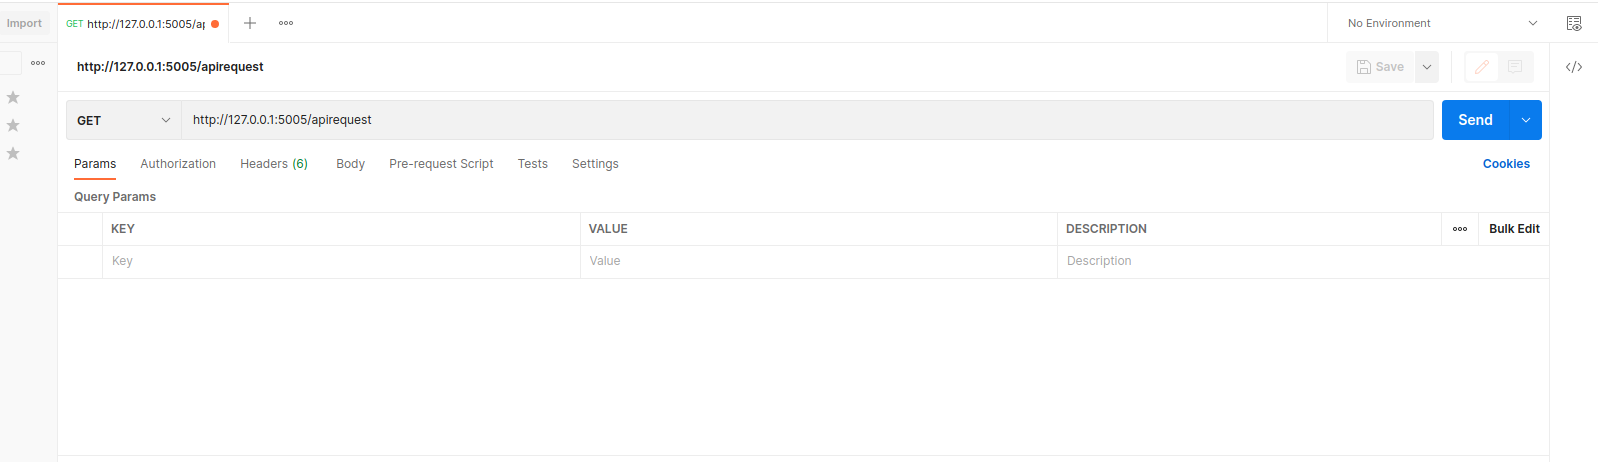 Import
GET http://127.0.0.1:5005/ap
No Environment
http://127.0.0.1:5005/apirequest
Save
GET http://127.0.0.1:5005/apirequest Send
Params Authorization Headers (6) Body Pre-request Script Tests Settings Cookies
Query Params
KEY VALUE DESCRIPTION Bulk Edit
Key Value Description